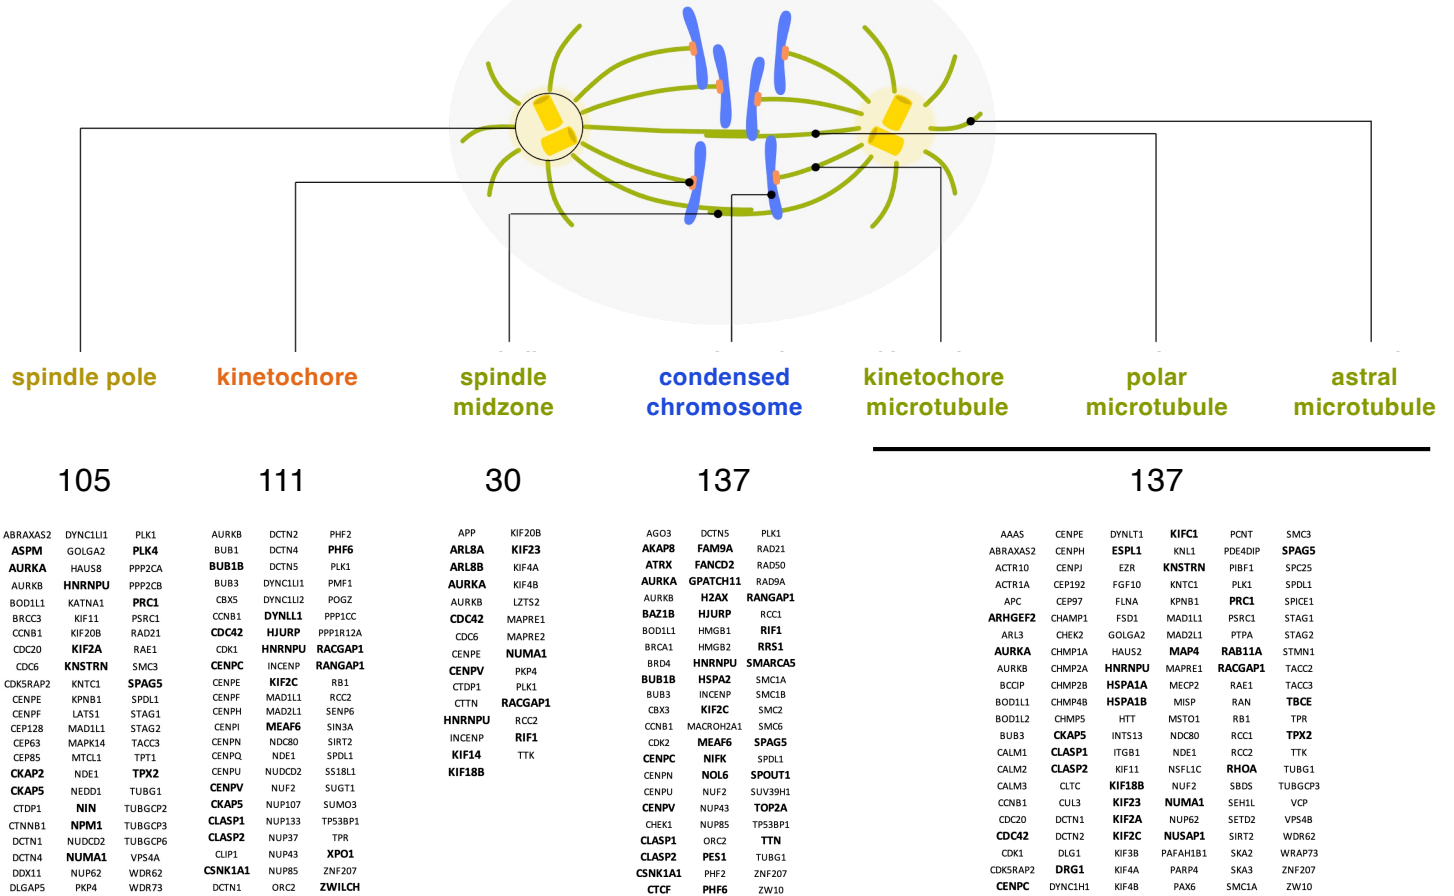 spindle pole
kinetochore
spindle
midzone
condensed
chromosome
kinetochore
microtubule
polar
microtubule
astral
microtubule
105
111
30
137
137
ABRAXAS2 DYNC1LI1 PLK1
ASPM GOLGA2 PLK4
AURKA HAUS8 PPP2CA
AURKB HNRNPU PPP2CB
BOD1L1 KATNA1 PRC1
BRCC3 KIF11 PSRC1
CCNB1 KIF20B RAD21
CDC20 KIF2A RAE1
CDC6 KNSTRN SMC3
CDK5RAP2 KNTC1 SPAG5
CENPE KPNB1 SPDL1
CENPF LATS1 STAG1
CEP128 MAD1L1 STAG2
CEP63 MAPK14 TACC3
CEP85 MTCL1 TPT1
CKAP2 NDE1 TPX2
CKAP5 NEDD1 TUBG1
CTDP1 NIN TUBGCP2
CTNNB1 NPM1 TUBGCP3
DCTN1 NUDCD2 TUBGCP6
DCTN4 NUMA1 VPS4A
DDX11 NUP62 WDR62
DLGAP5 PKP4 WDR73
AURKB DCTN2 PHF2
BUB1 DCTN4 PHF6
BUB1B DCTN5 PLK1
BUB3 DYNC1LI1 PMF1
CBX5 DYNC1LI2 POGZ
CCNB1 DYNLL1 PPP1CC
CDC42 HJURP PPP1R12A
CDK1 HNRNPU RACGAP1
CENPC INCENP RANGAP1
CENPE KIF2C RB1
CENPF MAD1L1 RCC2
CENPH MAD2L1 SENP6
CENPI MEAF6 SIN3A
CENPN NDC80 SIRT2
CENPQ NDE1 SPDL1
CENPU NUDCD2 SS18L1
CENPV NUF2 SUGT1
CKAP5 NUP107 SUMO3
CLASP1 NUP133 TP53BP1
CLASP2 NUP37 TPR
CLIP1 NUP43 XPO1
CSNK1A1 NUP85 ZNF207
DCTN1 ORC2 ZWILCH
APP KIF20B
ARL8A KIF23
ARL8B KIF4A
AURKA KIF4B
AURKB LZTS2
CDC42 MAPRE1
CDC6 MAPRE2
CENPE NUMA1
CENPV PKP4
CTDP1 PLK1
CTTN RACGAP1
HNRNPU RCC2
INCENP RIF1
KIF14 TTK
KIF18B
AGO3 DCTN5 PLK1
AKAP8 FAM9A RAD21
ATRX FANCD2 RAD50
AURKA GPATCH11 RAD9A
AURKB H2AX RANGAP1
BAZ1B HJURP RCC1
BOD1L1 HMGB1 RIF1
BRCA1 HMGB2 RRS1
BRD4 HNRNPU SMARCA5
BUB1B HSPA2 SMC1A
BUB3 INCENP SMC1B
CBX3 KIF2C SMC2
CCNB1 MACROH2A1 SMC6
CDK2 MEAF6 SPAG5
CENPC NIFK SPDL1
CENPN NOL6 SPOUT1
CENPU NUF2 SUV39H1
CENPV NUP43 TOP2A
CHEK1 NUP85 TP53BP1
CLASP1 ORC2 TTN
CLASP2 PES1 TUBG1
CSNK1A1 PHF2 ZNF207
CTCF PHF6 ZW10
AAAS CENPE DYNLT1 KIFC1 PCNT SMC3
ABRAXAS2 CENPH ESPL1 KNL1 PDE4DIP SPAG5
ACTR10 CENPJ EZR KNSTRN PIBF1 SPC25
ACTR1A CEP192 FGF10 KNTC1 PLK1 SPDL1
APC CEP97 FLNA KPNB1 PRC1 SPICE1
ARHGEF2 CHAMP1 FSD1 MAD1L1 PSRC1 STAG1
ARL3 CHEK2 GOLGA2 MAD2L1 PTPA STAG2
AURKA CHMP1A HAUS2 MAP4 RAB11A STMN1
AURKB CHMP2A HNRNPU MAPRE1 RACGAP1 TACC2
BCCIP CHMP2B HSPA1A MECP2 RAE1 TACC3
BOD1L1 CHMP4B HSPA1B MISP RAN TBCE
BOD1L2 CHMP5 HTT MSTO1 RB1 TPR
BUB3 CKAP5 INTS13 NDC80 RCC1 TPX2
CALM1 CLASP1 ITGB1 NDE1 RCC2 TTK
CALM2 CLASP2 KIF11 NSFL1C RHOA TUBG1
CALM3 CLTC KIF18B NUF2 SBDS TUBGCP3
CCNB1 CUL3 KIF23 NUMA1 SEH1L VCP
CDC20 DCTN1 KIF2A NUP62 SETD2 VPS4B
CDC42 DCTN2 KIF2C NUSAP1 SIRT2 WDR62
CDK1 DLG1 KIF3B PAFAH1B1 SKA2 WRAP73
CDK5RAP2 DRG1 KIF4A PARP4 SKA3 ZNF207
CENPC DYNC1H1 KIF4B PAX6 SMC1A ZW10